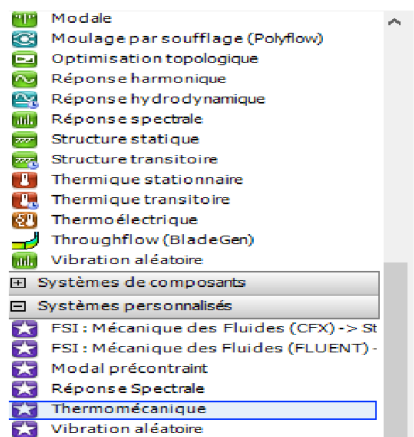 Modale
Moulage par soufflage (Polyflow)
Optimisation topologique
Réponse harmonique
Réponse hydrodynamique
Réponse spectrale
Structure statique
Structure transitoire
Thermique stationnaire
Thermique transitoire
Thermoélectrique
Throughflow (BladeGen)
Vibration aléatoire
Systèmes de composants
Systèmes personnalisés
FSI : Mécanique des Fluides (CFX) -> St
FSI : Mécanique des Fluides (FLUENT) -
Modal précontraint
Réponse Spectrale
Thermomécanique
Vibration aléatoire